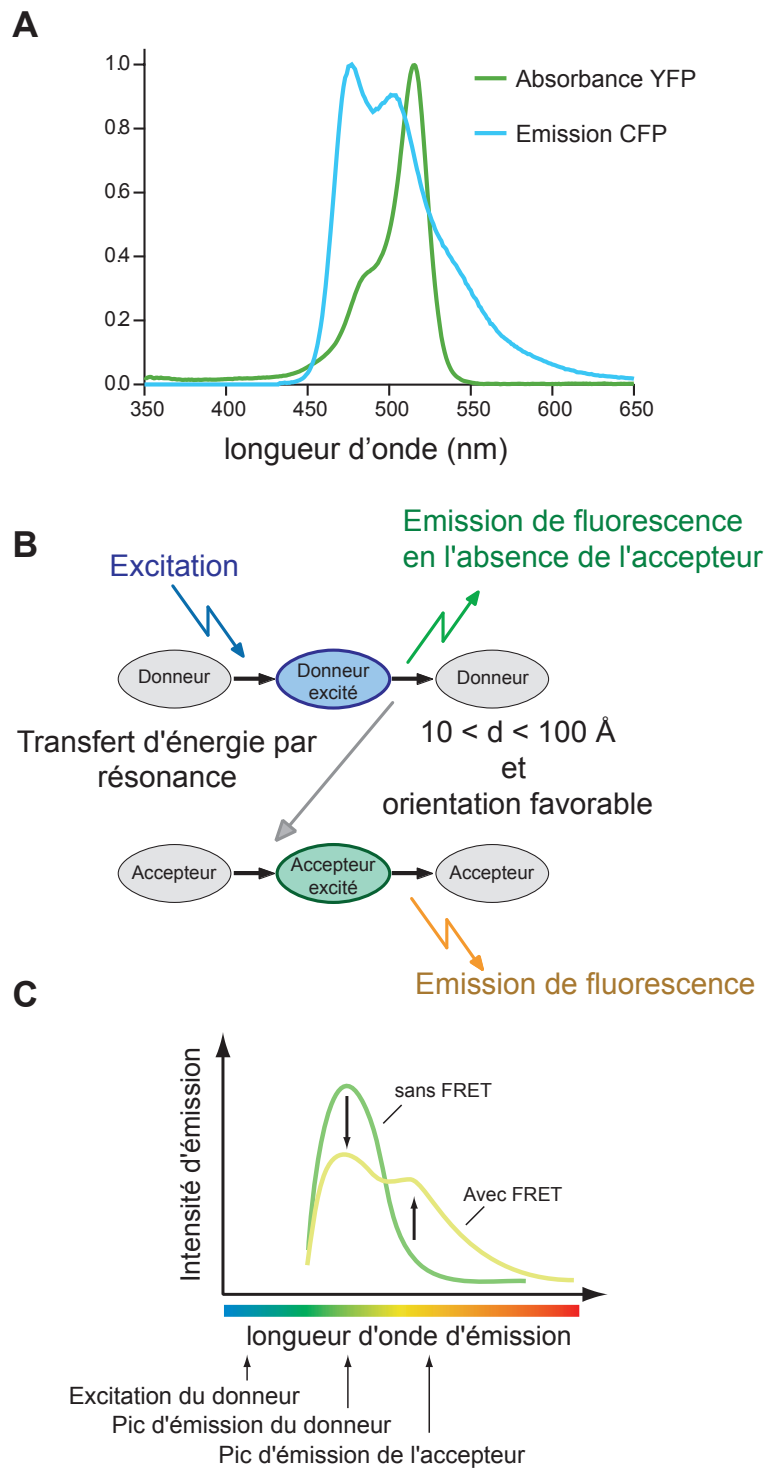 A
1.0
0.8
0.6
0.4
0.2
0.0
350 400 450 500 550 600 650
longueur d'onde (nm)
Absorbance YFP
Emission CFP
B
Excitation
Emission de fluorescence
en l'absence de l'accepteur
Donneur
Donneur
excité
Donneur
Transfert d'énergie par
résonance
10 < d < 100 Å
et
orientation favorable
Accepteur
Accepteur
excité
Accepteur
Emission de fluorescence
C
Intensité d'émission
sans FRET
Avec FRET
longueur d'onde d'émission
Excitation du donneur
Pic d'émission du donneur
Pic d'émission de l'accepteur